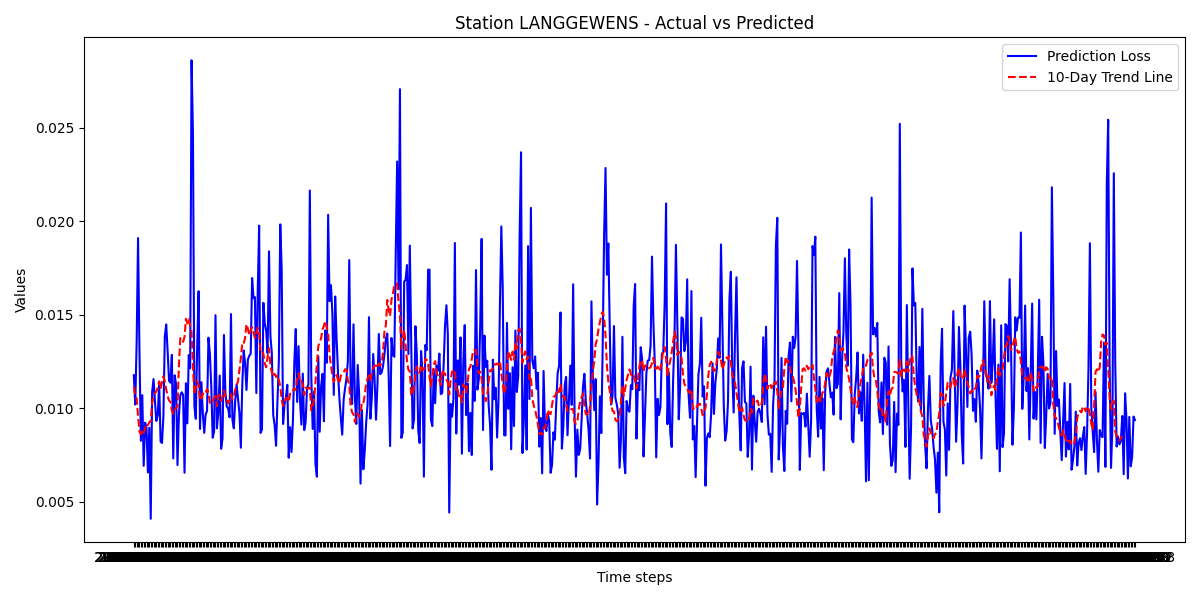 Station LANGGEWENS - Actual vs Predicted
Prediction Loss
10-Day Trend Line
0.025
0.020
0.015
0.010
0.005
Values
Time steps